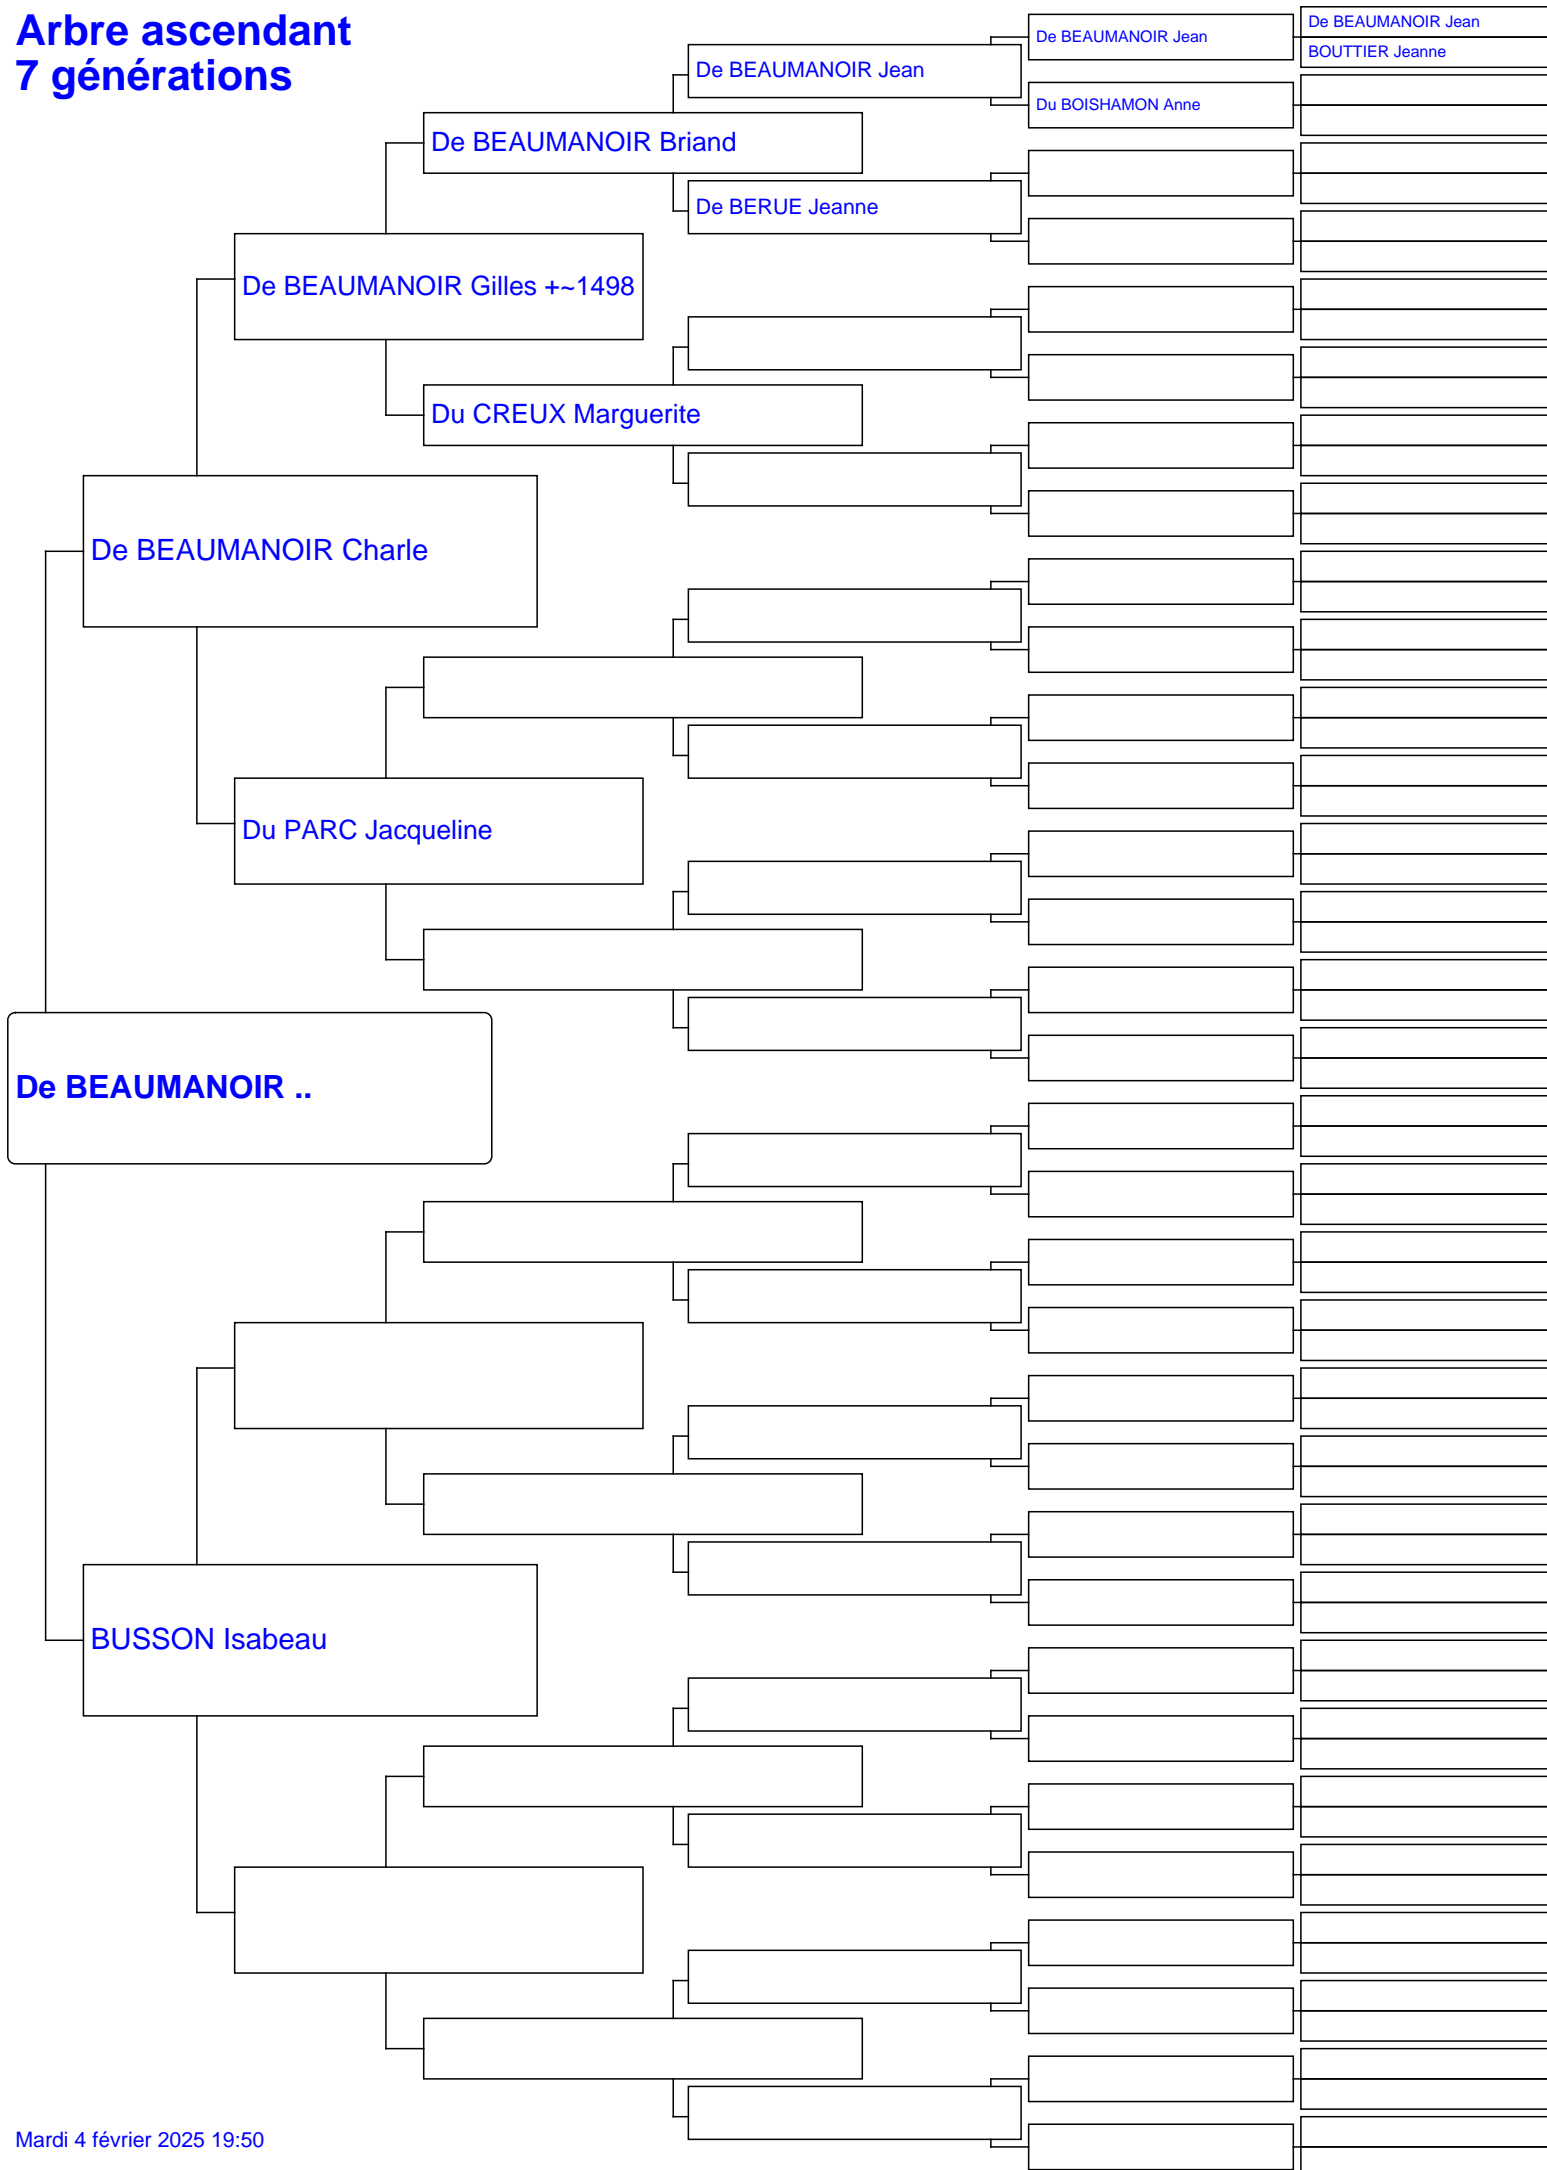 Arbre ascendant
7 générations
De BEAUMANOIR Jean
BOUTTIER Jeanne
De BEAUMANOIR Jean
De BEAUMANOIR Jean
Du BOISHAMON Anne
De BEAUMANOIR Briand
De BERUE Jeanne
De BEAUMANOIR Gilles +~1498
Du CREUX Marguerite
De BEAUMANOIR Charle
Du PARC Jacqueline
De BEAUMANOIR ..
BUSSON Isabeau
Mardi 4 février 2025 19:50